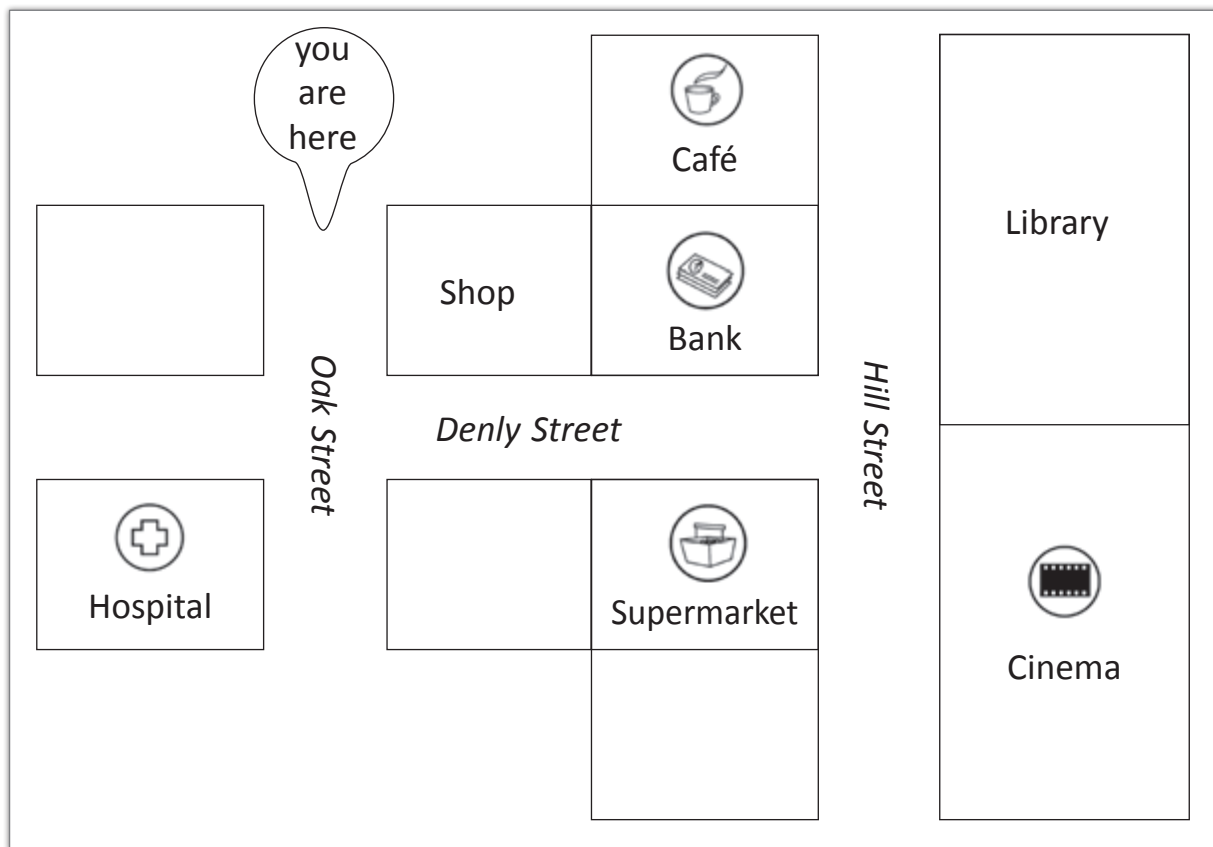 you
are
here
Café
Library
Shop
Bank
Oak Street
Denly Street
Hill Street
Hospital
Supermarket
Cinema